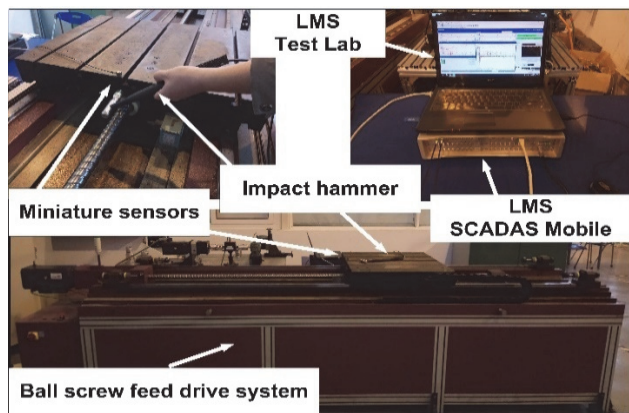 LMS
Test Lab
Impact hammer
Miniature sensors
LMS
SCADAS Mobile
Ball screw feed drive system